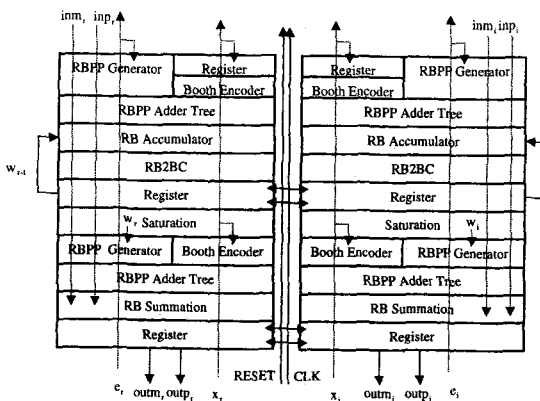 inm_r inp_r inm_i inp_i
RBPP Generator Register Register RBPP Generator
Booth Encoder Booth Encoder
RBPP Adder Tree RBPP Adder Tree
RB Accumulator RB Accumulator
RB2BC RB2BC
W_r-1 Register Register
W_r Saturation Saturation W_i
RBPP Generator Booth Encoder Booth Encoder RBPP Generator
RBPP Adder Tree RBPP Adder Tree
RB Summation RB Summation
Register Register
e_r outm_r outp_r x_r RESET CLK x_i outm_i outp_i e_i